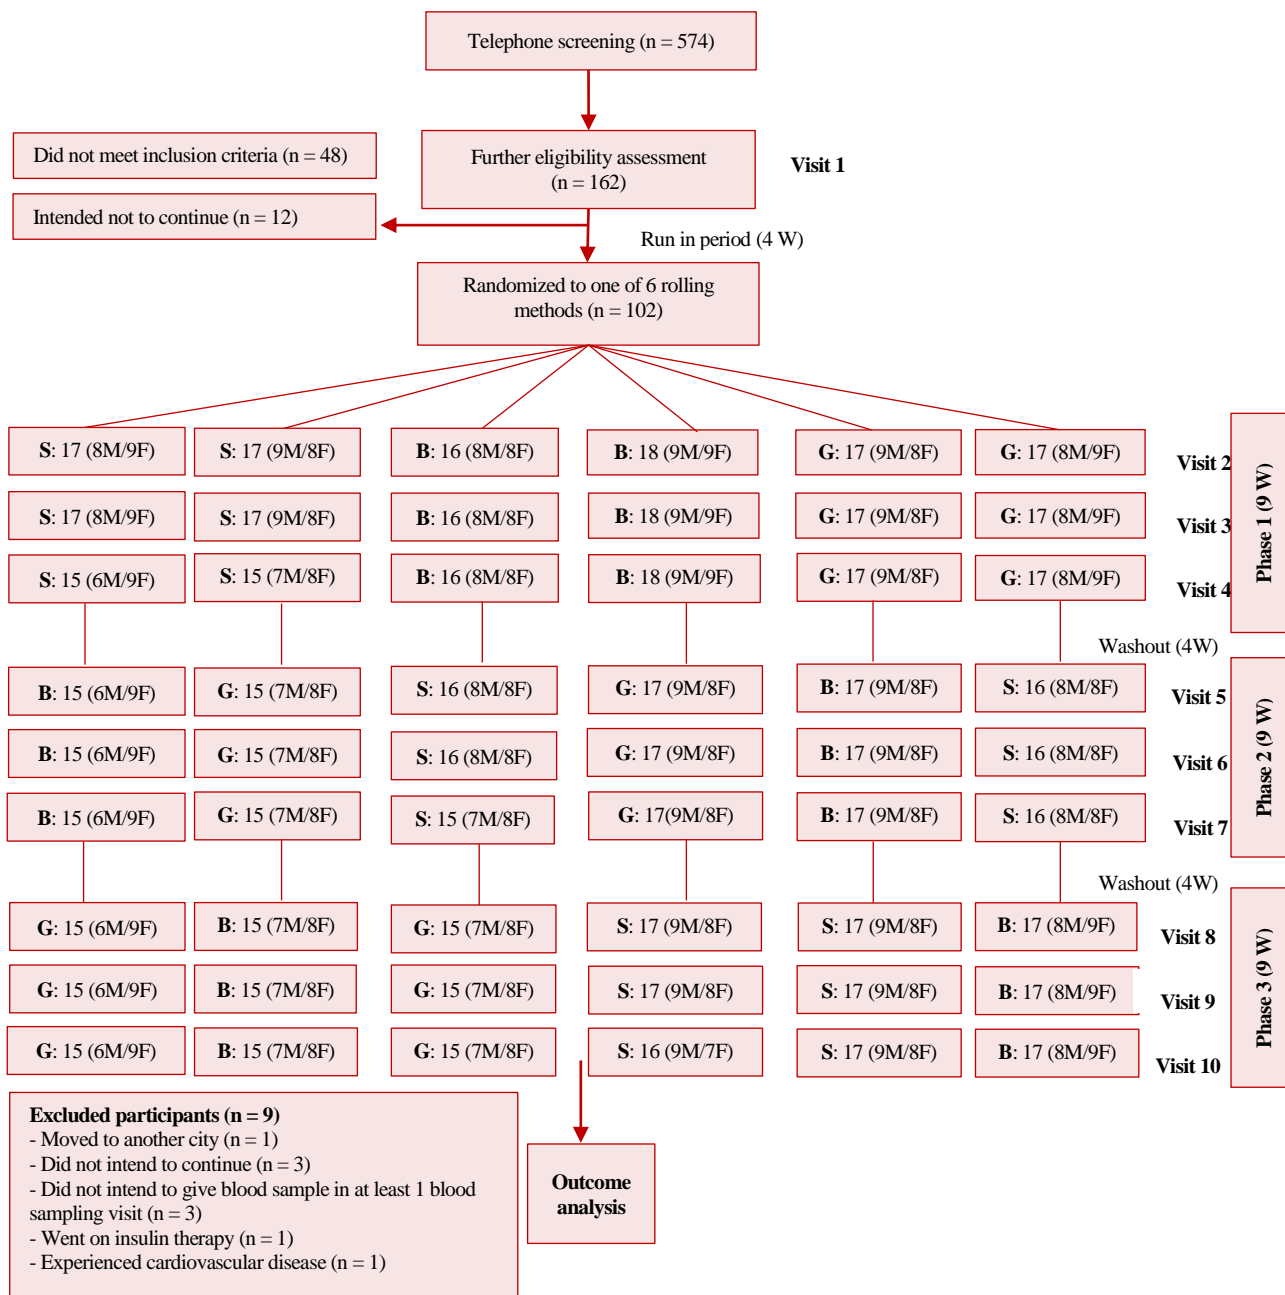 Telephone screening (n = 574)
Did not meet inclusion criteria (n = 48)
Further eligibility assessment
(n = 162)
Visit 1
Intended not to continue (n = 12)
Run in period (4 W)
Randomized to one of 6 rolling
methods (n = 102)
S: 17 (8M/9F)
S: 17 (9M/8F)
B: 16 (8M/8F)
B: 18 (9M/9F)
G: 17 (9M/8F)
G: 17 (8M/9F)
Visit 2
S: 17 (8M/9F)
S: 17 (9M/8F)
B: 16 (8M/8F)
B: 18 (9M/9F)
G: 17 (9M/8F)
G: 17 (8M/9F)
Visit 3
S: 15 (6M/9F)
S: 15 (7M/8F)
B: 16 (8M/8F)
B: 18 (9M/9F)
G: 17 (9M/8F)
G: 17 (8M/9F)
Visit 4
Phase 1 (9 W)
Washout (4W)
B: 15 (6M/9F)
G: 15 (7M/8F)
S: 16 (8M/8F)
G: 17 (9M/8F)
B: 17 (9M/8F)
S: 16 (8M/8F)
Visit 5
B: 15 (6M/9F)
G: 15 (7M/8F)
S: 16 (8M/8F)
G: 17 (9M/8F)
B: 17 (9M/8F)
S: 16 (8M/8F)
Visit 6
B: 15 (6M/9F)
G: 15 (7M/8F)
S: 15 (7M/8F)
G: 17(9M/8F)
B: 17 (9M/8F)
S: 16 (8M/8F)
Visit 7
Phase 2 (9 W)
Washout (4W)
G: 15 (6M/9F)
B: 15 (7M/8F)
G: 15 (7M/8F)
S: 17 (9M/8F)
S: 17 (9M/8F)
B: 17 (8M/9F)
Visit 8
G: 15 (6M/9F)
B: 15 (7M/8F)
G: 15 (7M/8F)
S: 17 (9M/8F)
S: 17 (9M/8F)
B: 17 (8M/9F)
Visit 9
G: 15 (6M/9F)
B: 15 (7M/8F)
G: 15 (7M/8F)
S: 16 (9M/7F)
S: 17 (9M/8F)
B: 17 (8M/9F)
Visit 10
Phase 3 (9 W)
Excluded participants (n = 9)
- Moved to another city (n = 1)
- Did not intend to continue (n = 3)
- Did not intend to give blood sample in at least 1 blood
sampling visit (n = 3)
- Went on insulin therapy (n = 1)
- Experienced cardiovascular disease (n = 1)
Outcome
analysis